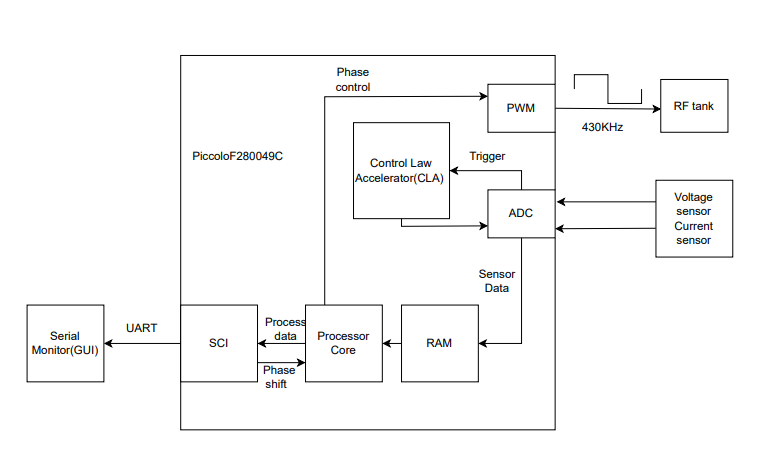 Phase
control
PWM
430KHz
RF tank
PiccoloF280049C
Control Law
Accelerator(CLA)
Trigger
ADC
Voltage
sensor
Current
sensor
Sensor
Data
Serial
Monitor(GUI)
UART
SCI
Process
data
Phase
shift
Processor
Core
RAM